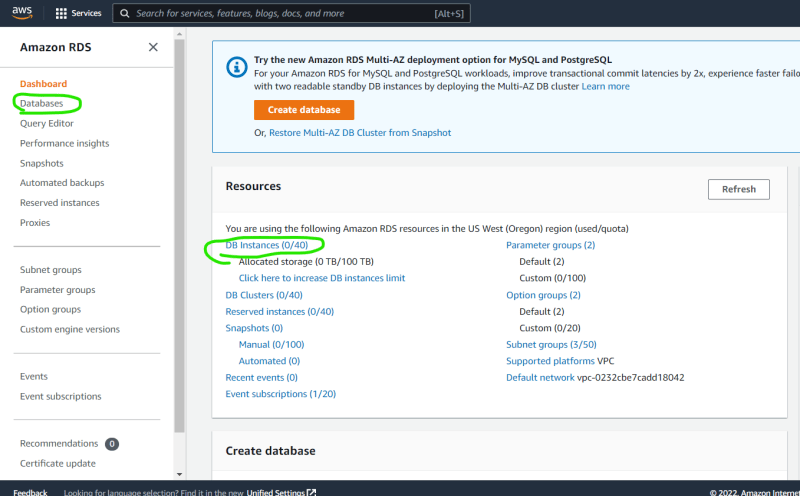 aws
Services
Search for services, features, blogs, docs, and more
[Alt+S]
Amazon RDS
Dashboard
Databases
Query Editor
Performance insights
Snapshots
Automated backups
Reserved instances
Proxies
Subnet groups
Parameter groups
Option groups
Custom engine versions
Events
Event subscriptions
Recommendations 0
Certificate update
Try the new Amazon RDS Multi-AZ deployment option for MySQL and PostgreSQL
For your Amazon RDS for MySQL and PostgreSQL workloads, improve transactional commit latencies by 2x, experience faster failo
with two readable standby DB instances by deploying the Multi-AZ DB cluster Learn more
Create database
Or, Restore Multi-AZ DB Cluster from Snapshot
Resources
Refresh
You are using the following Amazon RDS resources in the US West (Oregon) region (used/quota)
DB Instances (0/40)
Allocated storage (0 TB/100 TB)
Click here to increase DB instances limit
DB Clusters (0/40)
Reserved instances (0/40)
Snapshots (0)
Manual (0/100)
Automated (0)
Recent events (0)
Event subscriptions (1/20)
Parameter groups (2)
Default (2)
Custom (0/100)
Option groups (2)
Default (2)
Custom (0/20)
Subnet groups (3/50)
Supported platforms VPC
Default network vpc-0232cbe7cadd18042
Create database
Feedback
Looking for language selection? Find it in the new Unified Settings
© 2022, Amazon Internet